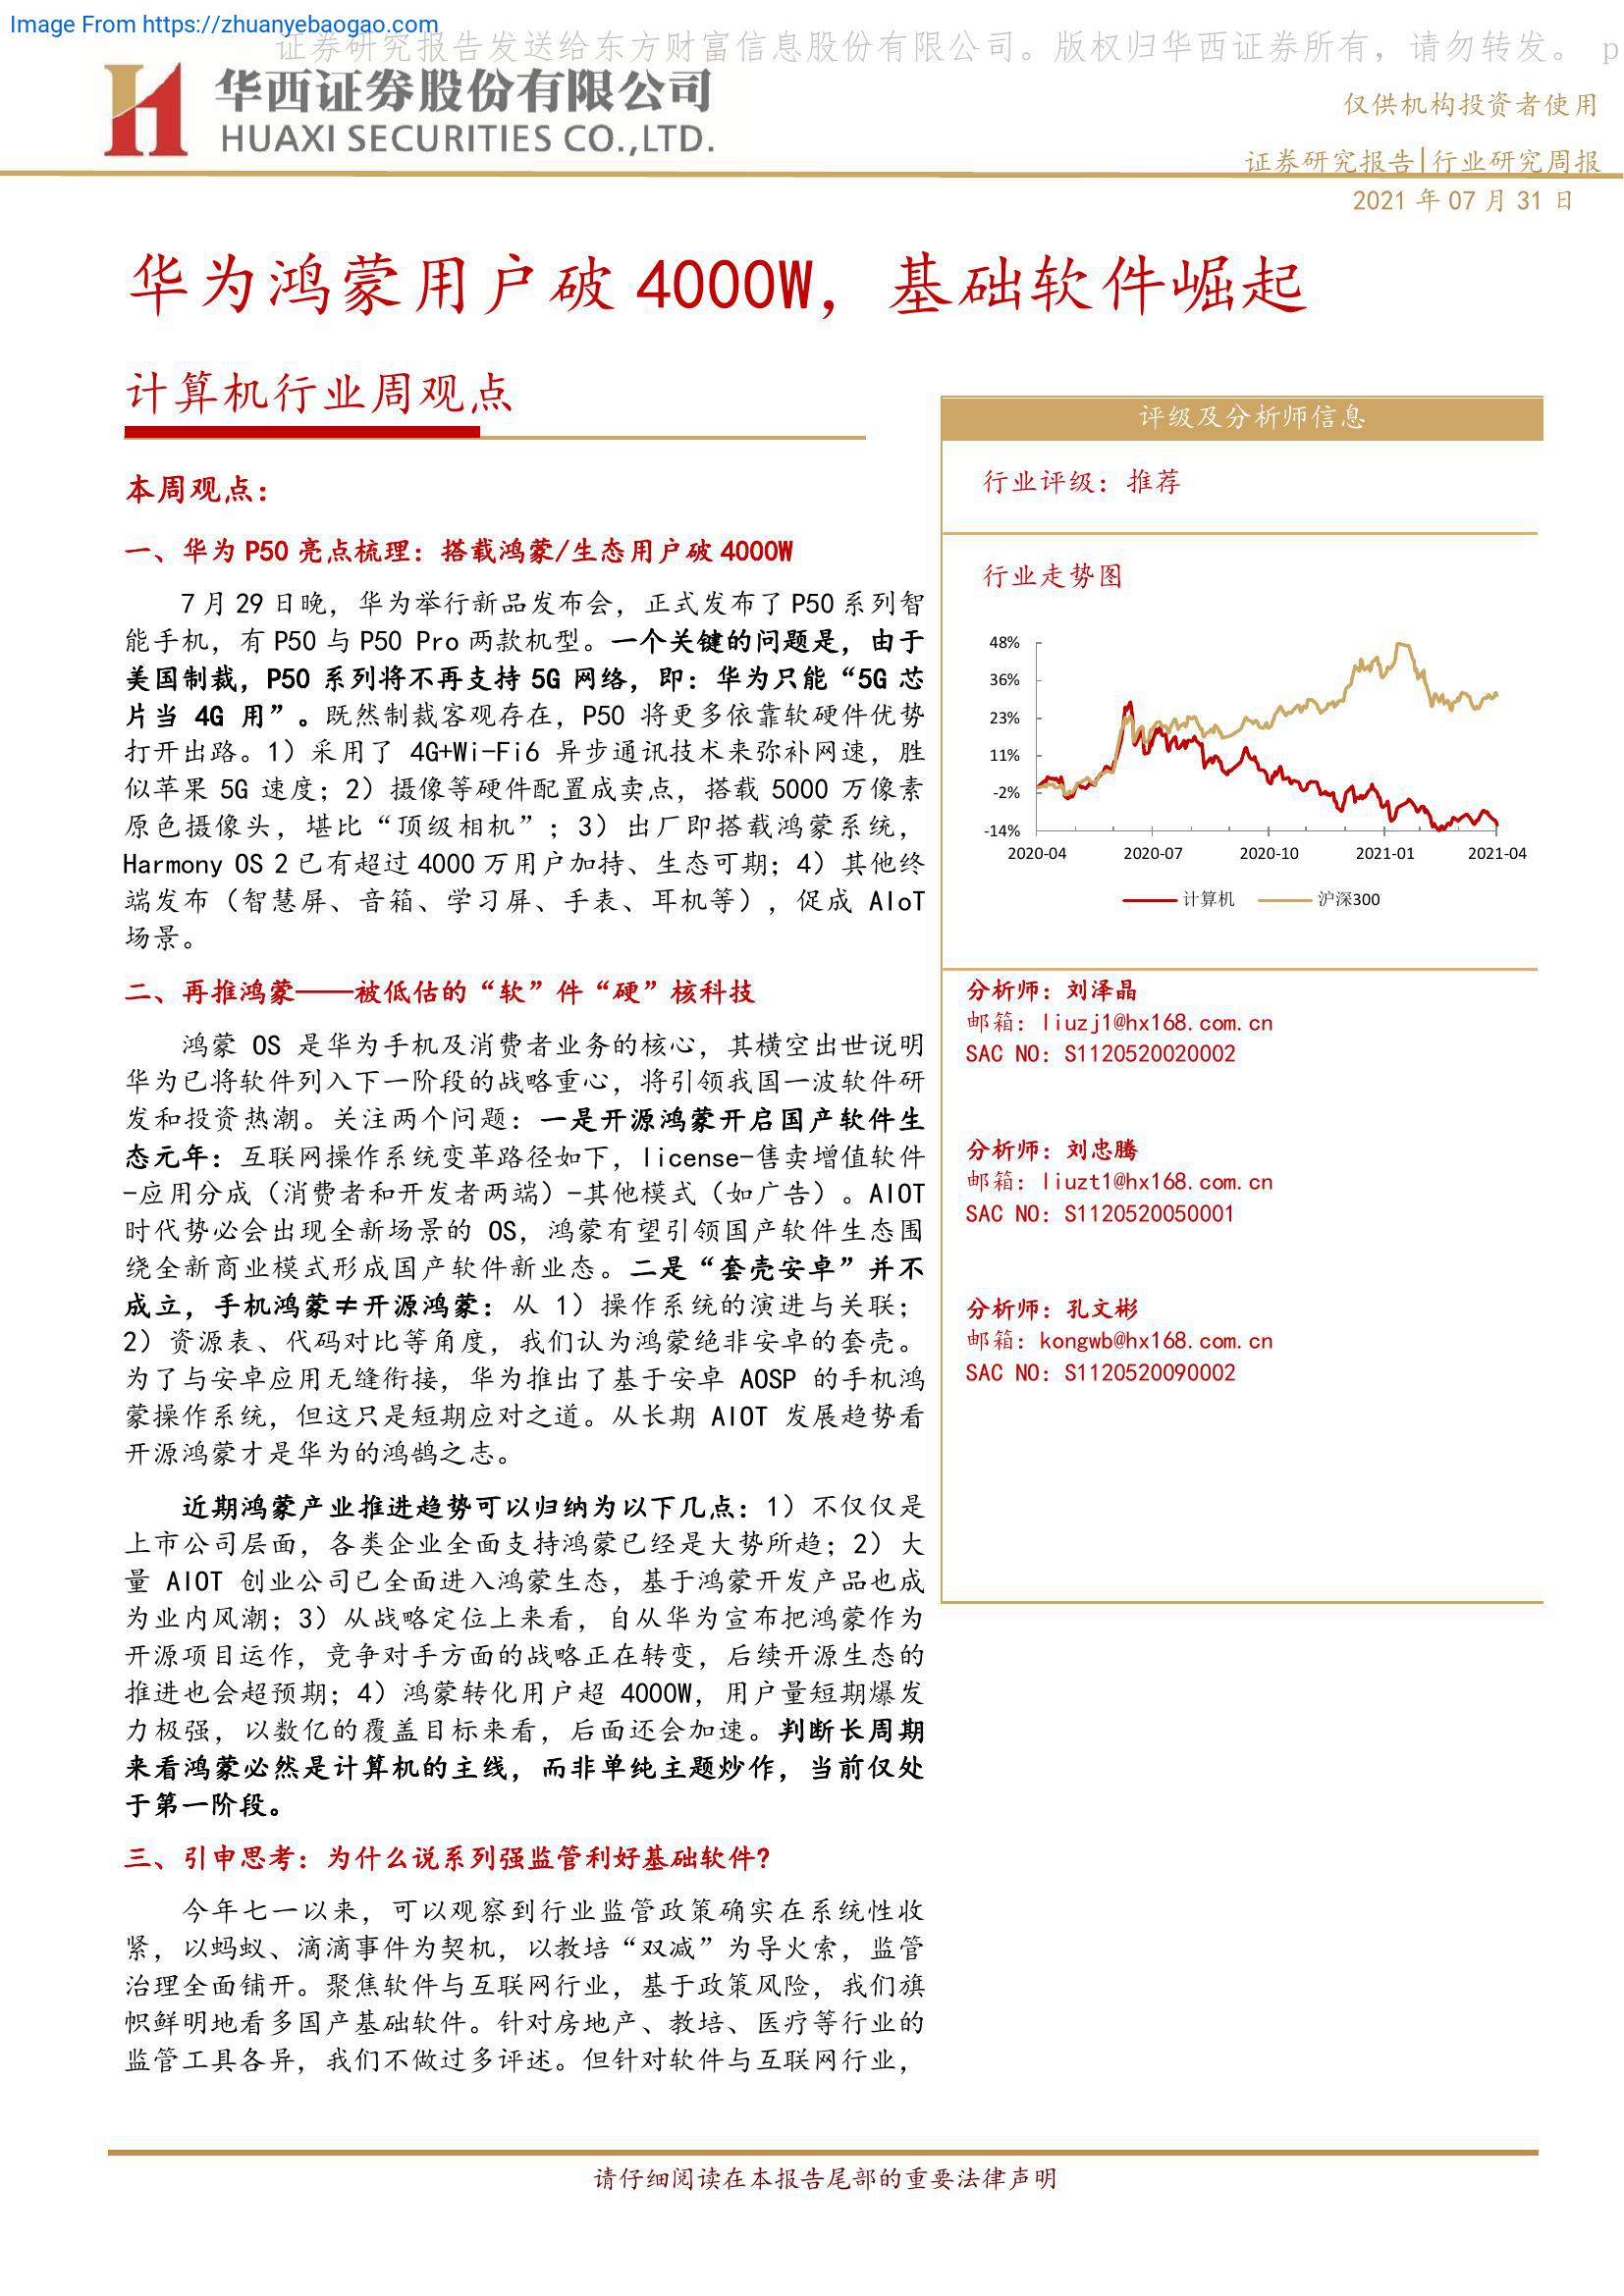 Image From https://zhuanyebaogao.com
证券研究报告发送给东方财富信息股份有限公司。版权归华西证券所有，请勿转发。 p
华西证券股份有限公司
HUAXI SECURITIES CO.,LTD.
仅供机构投资者使用
证券研究报告|行业研究周报
2021 年 07 月 31 日
华为鸿蒙用户破 4000W，基础软件崛起
计算机行业周观点
本周观点：
一、华为 P50 亮点梳理：搭载鸿蒙/生态用户破 4000W
7 月 29 日晚，华为举行新品发布会，正式发布了 P50 系列智
能手机，有 P50 与 P50 Pro 两款机型。一个关键的问题是，由于
美国制裁，P50 系列将不再支持 5G 网络，即：华为只能“5G 芯
片当 4G 用”。既然制裁客观存在，P50 将更多依靠软硬件优势
打开出路。1）采用了 4G+Wi-Fi6 异步通讯技术来弥补网速，胜
似苹果 5G 速度；2）摄像等硬件配置成卖点，搭载 5000 万像素
原色摄像头，堪比“顶级相机”；3）出厂即搭载鸿蒙系统，
Harmony OS 2 已有超过 4000 万用户加持、生态可期；4）其他终
端发布（智慧屏、音箱、学习屏、手表、耳机等），促成 AIoT
场景。
二、再推鸿蒙——被低估的“软”件“硬”核科技
鸿蒙 OS 是华为手机及消费者业务的核心，其横空出世说明
华为已将软件列入下一阶段的战略重心，将引领我国一波软件研
发和投资热潮。关注两个问题：一是开源鸿蒙开启国产软件生
态元年：互联网操作系统变革路径如下，license-售卖增值软件
-应用分成（消费者和开发者两端）-其他模式（如广告）。AIOT
时代势必会出现全新场景的 OS，鸿蒙有望引领国产软件生态围
绕全新商业模式形成国产软件新业态。二是“套壳安卓”并不
成立，手机鸿蒙≠开源鸿蒙：从 1）操作系统的演进与关联；
2）资源表、代码对比等角度，我们认为鸿蒙绝非安卓的套壳。
为了与安卓应用无缝衔接，华为推出了基于安卓 AOSP 的手机鸿
蒙操作系统，但这只是短期应对之道。从长期 AIOT 发展趋势看
开源鸿蒙才是华为的鸿鹄之志。
近期鸿蒙产业推进趋势可以归纳为以下几点：1）不仅仅是
上市公司层面，各类企业全面支持鸿蒙已经是大势所趋；2）大
量 AIOT 创业公司已全面进入鸿蒙生态，基于鸿蒙开发产品也成
为业内风潮；3）从战略定位上来看，自从华为宣布把鸿蒙作为
开源项目运作，竞争对手方面的战略正在转变，后续开源生态的
推进也会超预期；4）鸿蒙转化用户超 4000W，用户量短期爆发
力极强，以数亿的覆盖目标来看，后面还会加速。判断长周期
来看鸿蒙必然是计算机的主线，而非单纯主题炒作，当前仅处
于第一阶段。
三、引申思考：为什么说系列强监管利好基础软件?
今年七一以来，可以观察到行业监管政策确实在系统性收
紧，以蚂蚁、滴滴事件为契机，以教培“双减”为导火索，监管
治理全面铺开。聚焦软件与互联网行业，基于政策风险，我们旗
帜鲜明地看多国产基础软件。针对房地产、教培、医疗等行业的
监管工具各异，我们不做过多评述。但针对软件与互联网行业，
评级及分析师信息
行业评级：推荐
行业走势图
48%
36%
23%
11%
-2%
-14%
2020-04 2020-07 2020-10 2021-01 2021-04
计算机 沪深300
分析师：刘泽晶
邮箱：liuzj1@hx168.com.cn
SAC NO：S1120520020002
分析师：刘忠腾
邮箱：liuzt1@hx168.com.cn
SAC NO：S1120520050001
分析师：孔文彬
邮箱：kongwb@hx168.com.cn
SAC NO：S1120520090002
请仔细阅读在本报告尾部的重要法律声明